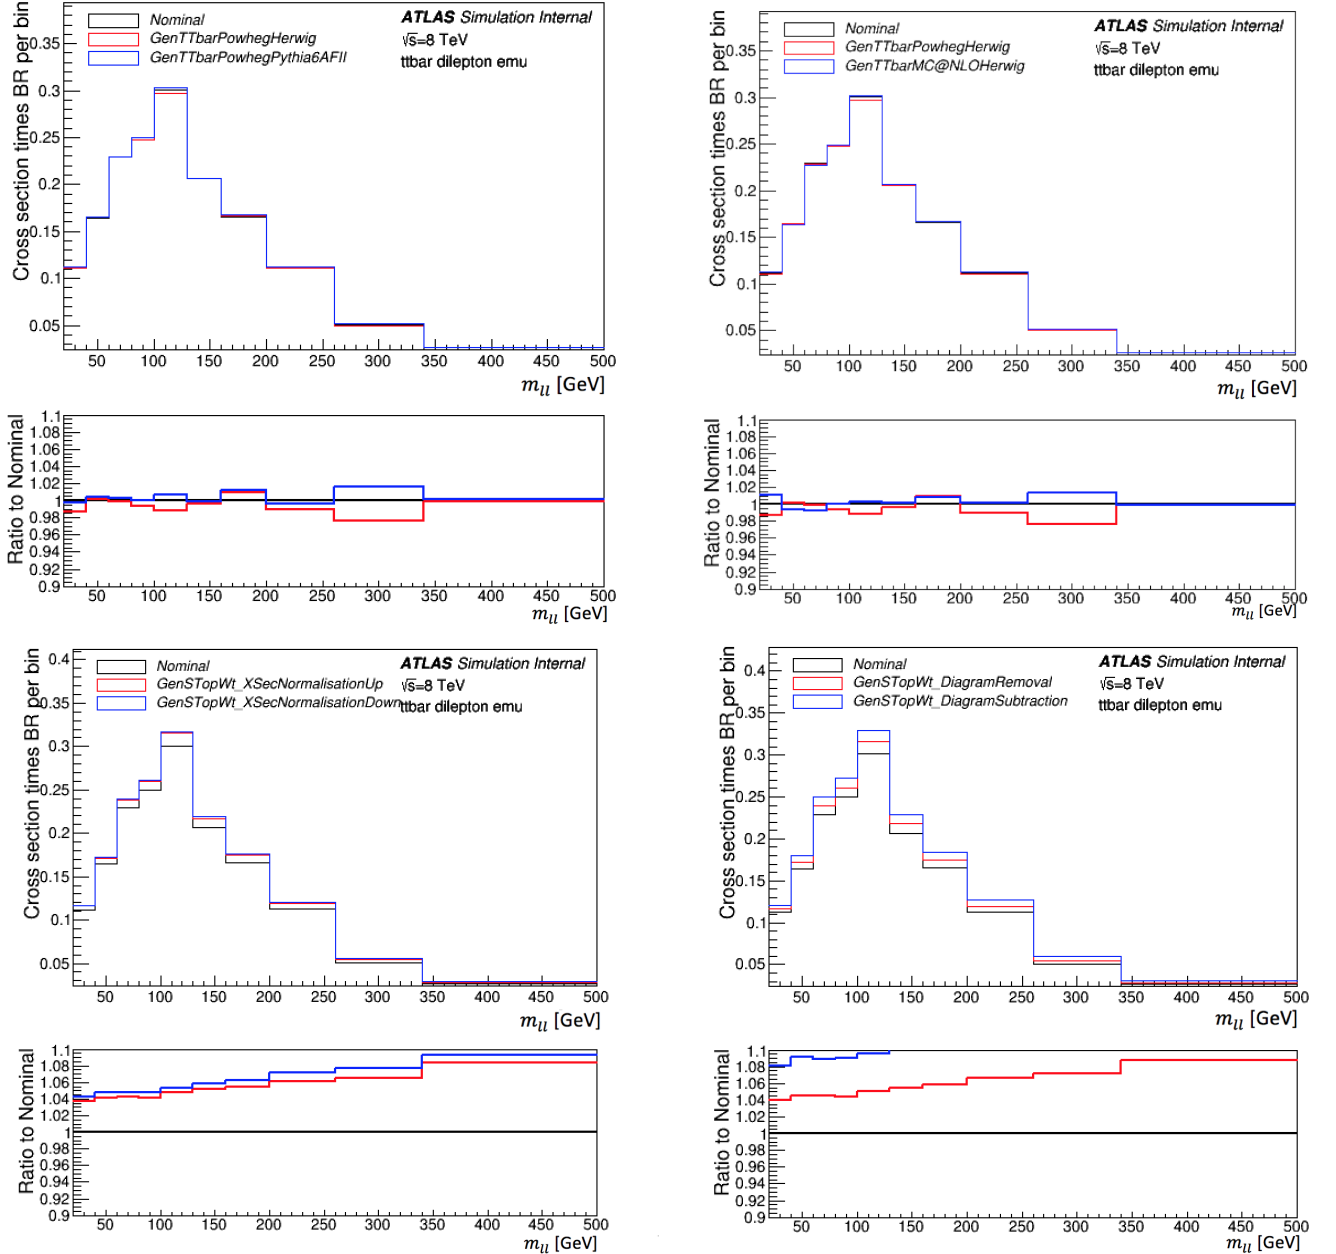 Nominal
GenTTbarPowhegHerwig
GenTTbarPowhegPythia6AFII
ATLAS Simulation Internal
√s=8 TeV
ttbar dilepton emu
Cross section times BR per bin
0.35
0.3
0.25
0.2
0.15
0.1
0.05
50 100 150 200 250 300 350 400 450 500
m_ll [GeV]
Ratio to Nominal
1.1
1.08
1.06
1.04
1.02
1
0.98
0.96
0.94
0.92
0.9
50 100 150 200 250 300 350 400 450 500
m_ll [GeV]
Nominal
GenTTbarPowhegHerwig
GenTTbarMC@NLOHerwig
ATLAS Simulation Internal
√s=8 TeV
ttbar dilepton emu
Cross section times BR per bin
0.35
0.3
0.25
0.2
0.15
0.1
0.05
50 100 150 200 250 300 350 400 450 500
m_ll [GeV]
Ratio to Nominal
1.1
1.08
1.06
1.04
1.02
1
0.98
0.96
0.94
0.92
0.9
50 100 150 200 250 300 350 400 450 500
m_ll [GeV]
Nominal
GenSTopWt_XSecNormalisationUp
GenSTopWt_XSecNormalisationDown
ATLAS Simulation Internal
√s=8 TeV
ttbar dilepton emu
Cross section times BR per bin
0.4
0.3
0.25
0.2
0.15
0.1
0.05
50 100 150 200 250 300 350 400 450 500
m_ll [GeV]
Ratio to Nominal
1.1
1.08
1.06
1.04
1.02
1
0.98
0.96
0.94
0.92
0.9
50 100 150 200 250 300 350 400 450 500
m_ll [GeV]
Nominal
GenSTopWt_DiagramRemoval
GenSTopWt_DiagramSubtraction
ATLAS Simulation Internal
√s=8 TeV
ttbar dilepton emu
Cross section times BR per bin
0.4
0.35
0.3
0.25
0.2
0.15
0.1
0.05
50 100 150 200 250 300 350 400 450 500
m_ll [GeV]
Ratio to Nominal
1.1
1.08
1.06
1.04
1.02
1
0.98
0.96
0.94
0.92
0.9
50 100 150 200 250 300 350 400 450 500
m_ll [GeV]